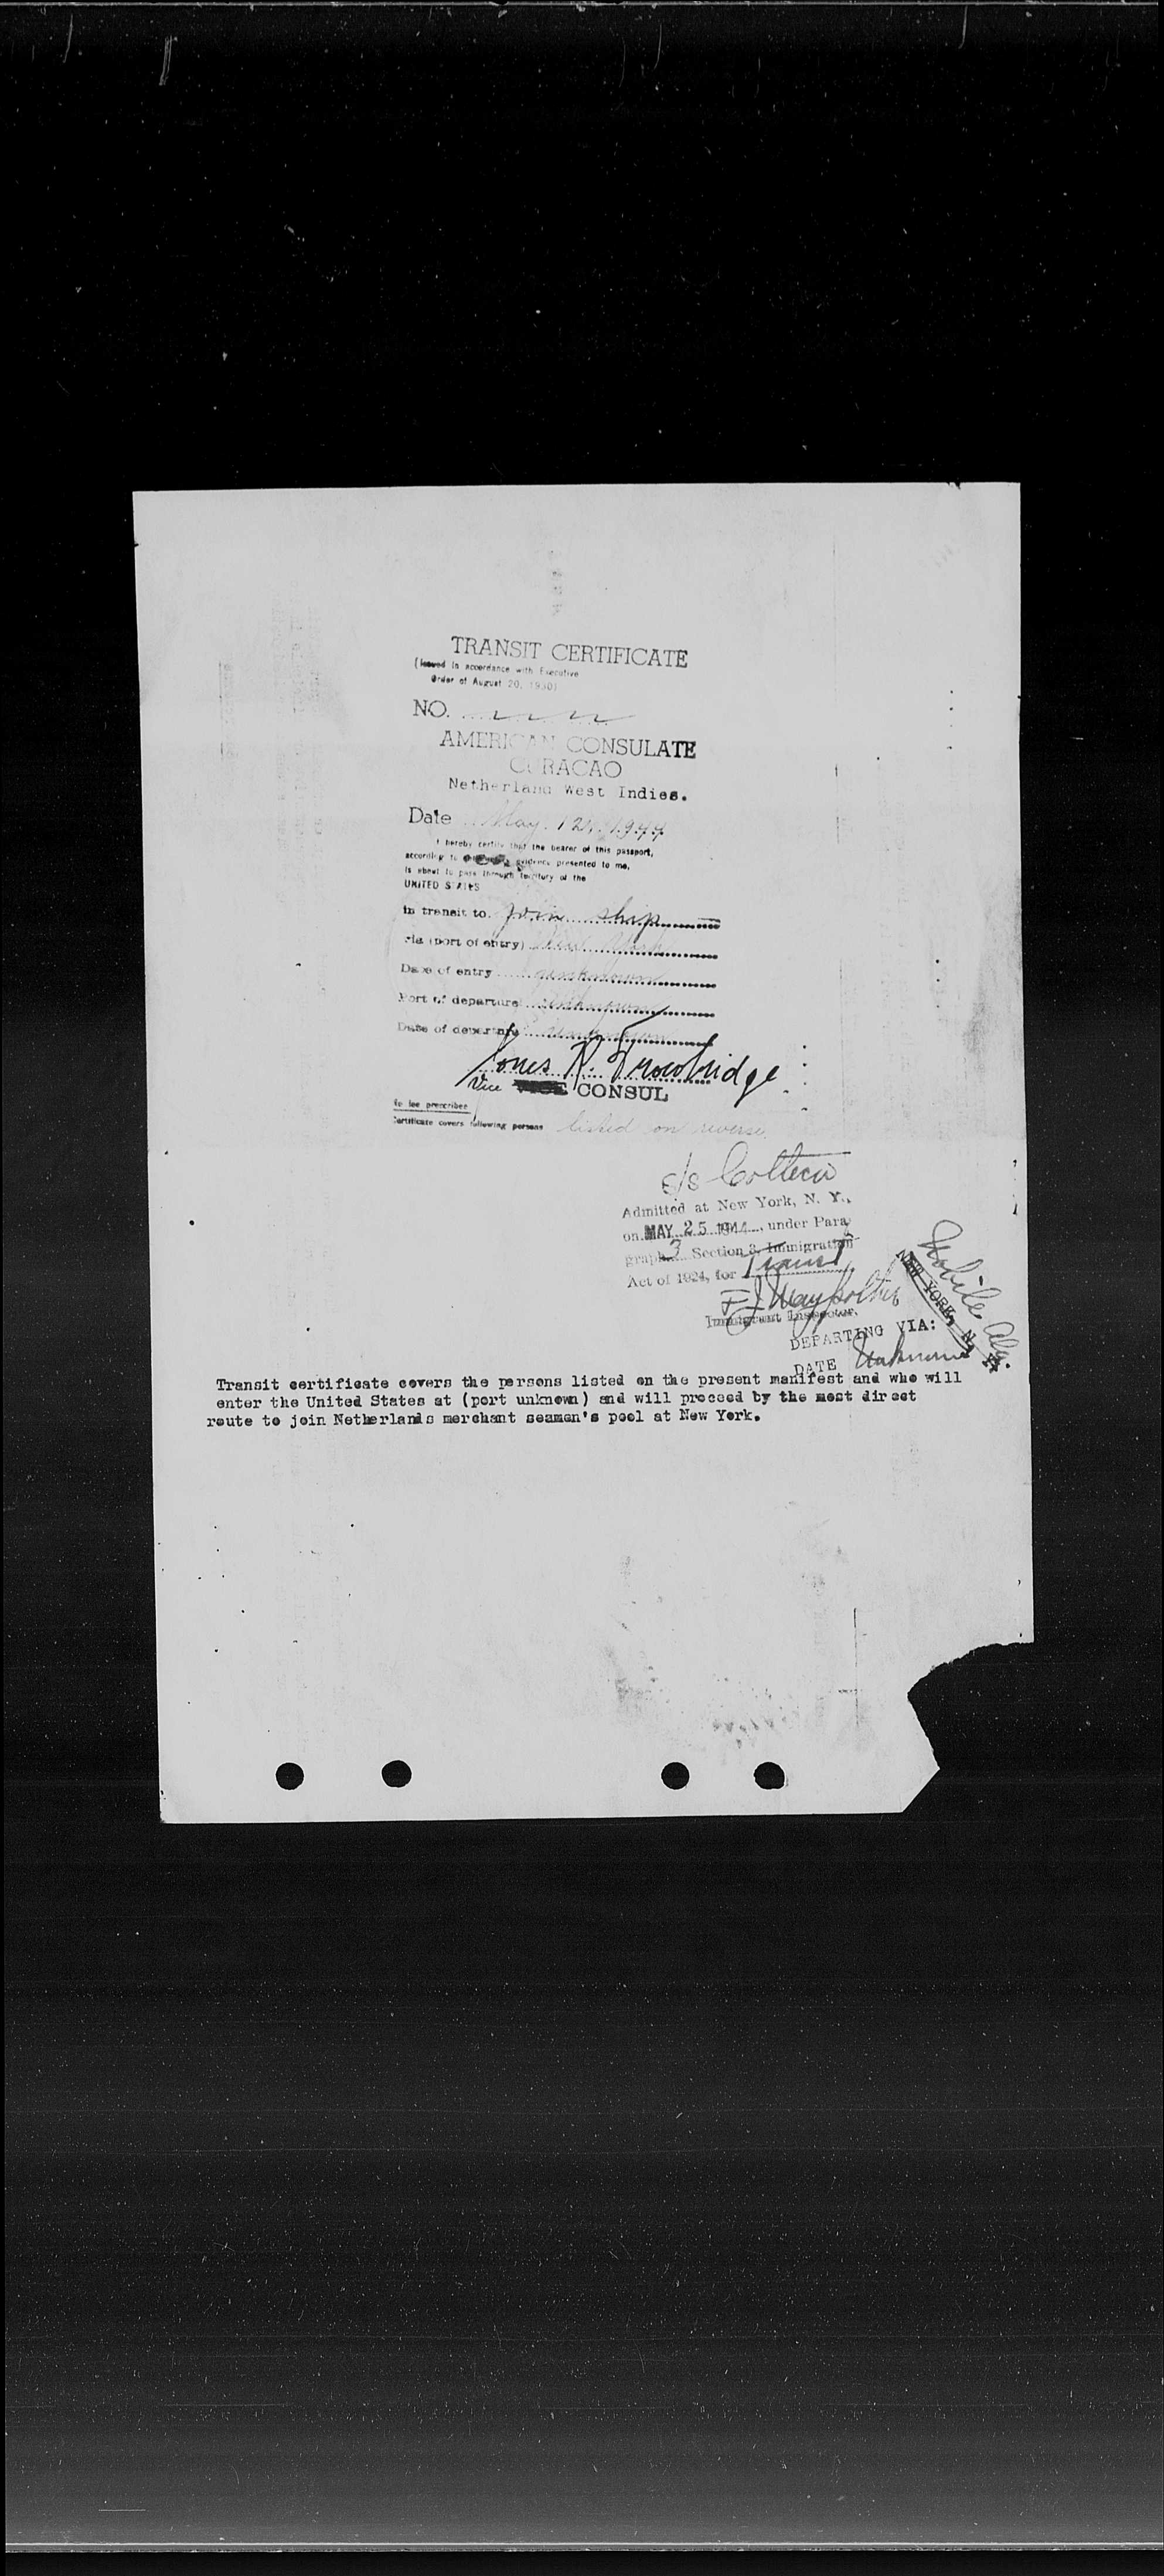 TRANSIT CERTIFICATE
(Issued in accordance with Executive
Order of August 20, 1930)
NO.
AMERICAN CONSULATE
CURACAO
Netherland West Indies.
Date May 12, 1944
I hereby certify that the bearer of this passport,
according to evidence presented to me,
is about to pass through territory of the
UNITED STATES
in transit to join ship
via (port of entry) New York
Date of entry unknown
Port of departure unknown
Date of departure unknown
R. Trowbridge
Vice VICE CONSUL
No fee prescribed
Certificate covers following persons listed on reverse.
s/s
Admitted at New York, N. Y.,
on MAY 25 1944, under Para-
graph 3 Section 3, Immigration
Act of 1924, for Transit
F J
Immigrant Inspector.
Mobile Ala.
NEW YORK, N. Y.
DEPARTING VIA:
DATE Unknown
Transit certificate covers the persons listed on the present manifest and who will
enter the United States at (port unknown) and will proceed by the most direct
route to join Netherlands merchant seamen's pool at New York.